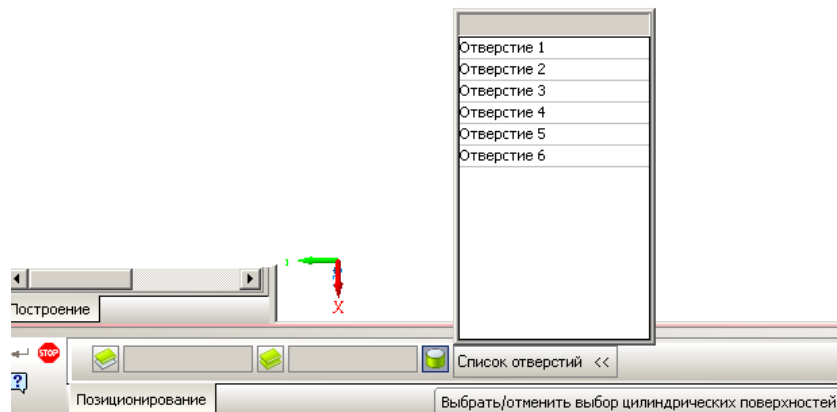 Отверстие 1
Отверстие 2
Отверстие 3
Отверстие 4
Отверстие 5
Отверстие 6
X
Построение
STOP
Список отверстий <<
?
Позиционирование
Выбрать/отменить выбор цилиндрических поверхностей